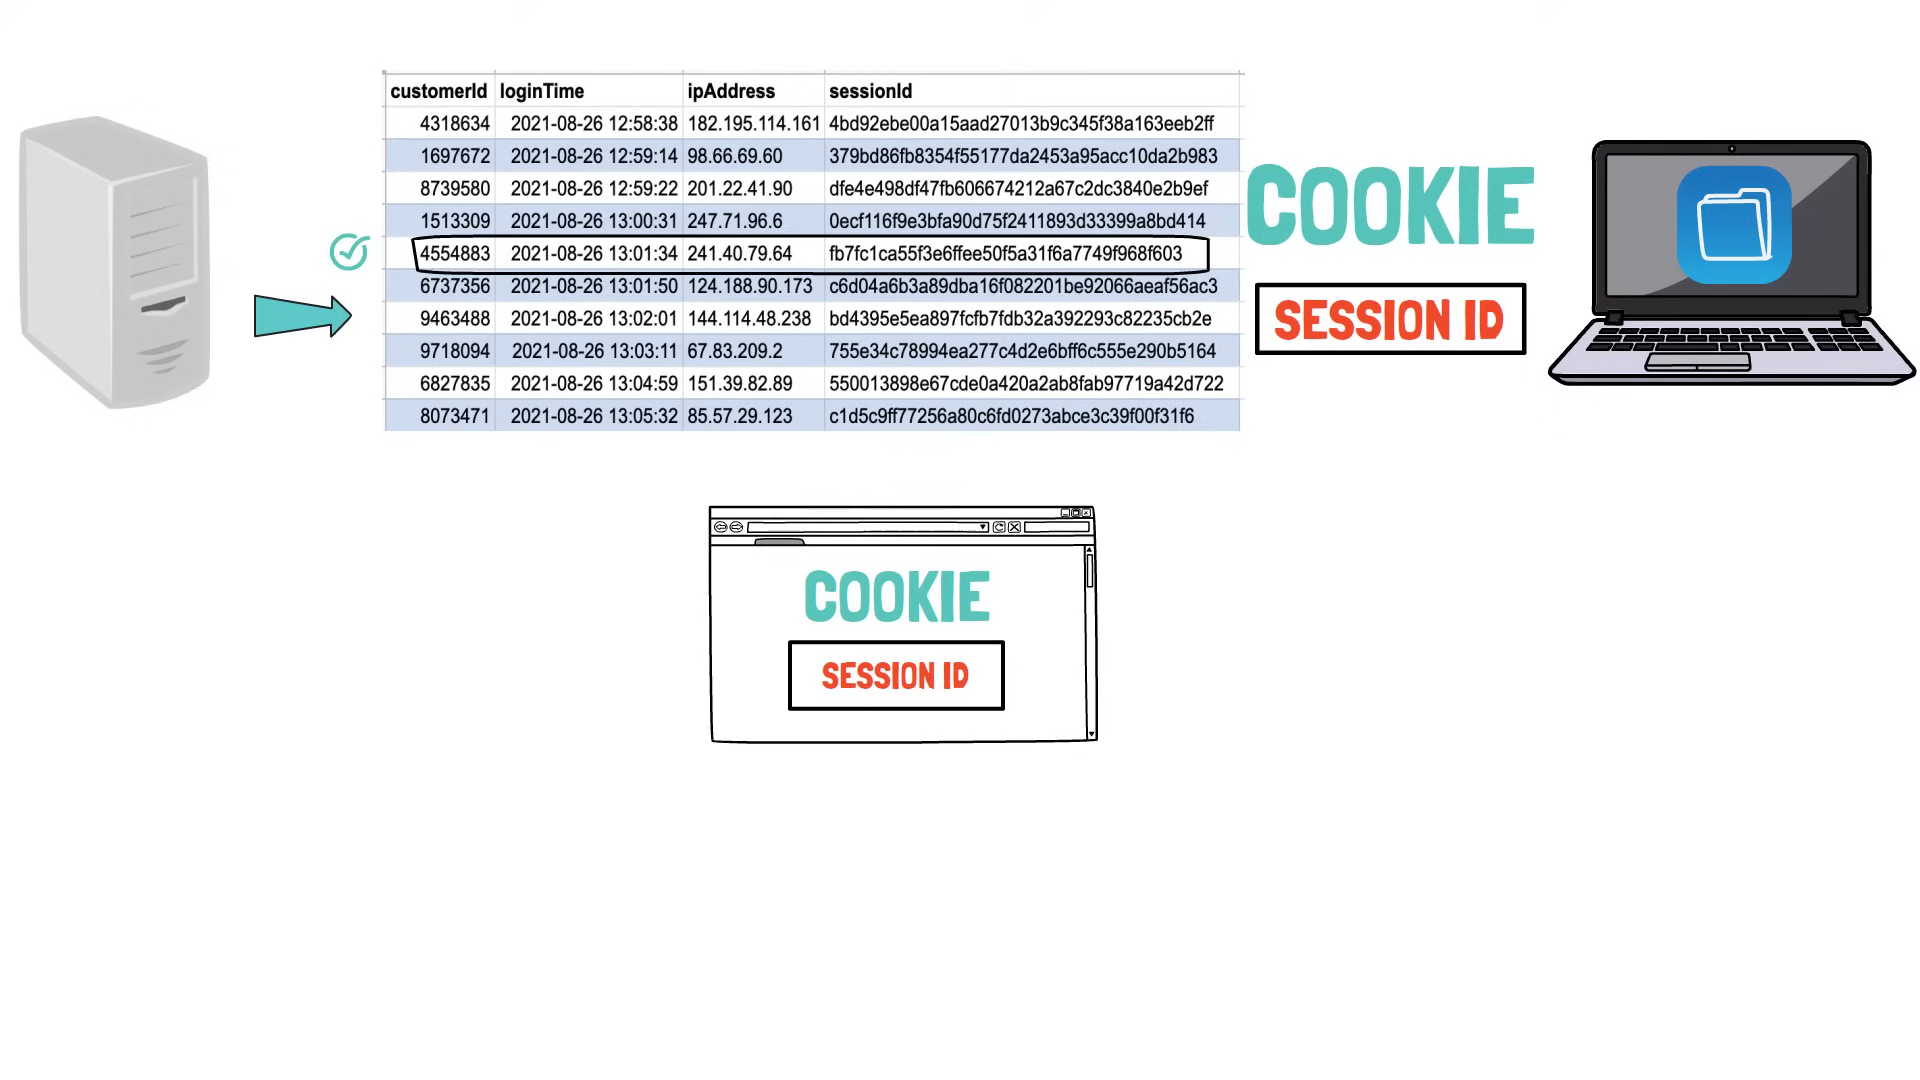 customerId loginTime ipAddress sessionId
4318634 2021-08-26 12:58:38 182.195.114.161 4bd92ebe00a15aad27013b9c345f38a163eeb2ff
1697672 2021-08-26 12:59:14 98.66.69.60 379bd86fb8354f55177da2453a95acc10da2b983
8739580 2021-08-26 12:59:22 201.22.41.90 dfe4e498df47fb606674212a67c2dc3840e2b9ef
1513309 2021-08-26 13:00:31 247.71.96.6 0ecf116f9e3bfa90d75f2411893d33399a8bd414
4554883 2021-08-26 13:01:34 241.40.79.64 fb7fc1ca55f3e6ffee50f5a31f6a7749f968f603
6737356 2021-08-26 13:01:50 124.188.90.173 c6d04a6b3a89dba16f082201be92066aeaf56ac3
9463488 2021-08-26 13:02:01 144.114.48.238 bd4395e5ea897fcfb7fdb32a392293c82235cb2e
9718094 2021-08-26 13:03:11 67.83.209.2 755e34c78994ea277c4d2e6bff6c555e290b5164
6827835 2021-08-26 13:04:59 151.39.82.89 550013898e67cde0a420a2ab8fab97719a42d722
8073471 2021-08-26 13:05:32 85.57.29.123 c1d5c9ff77256a80c6fd0273abce3c39f00f31f6
COOKIE
SESSION ID
COOKIE
SESSION ID